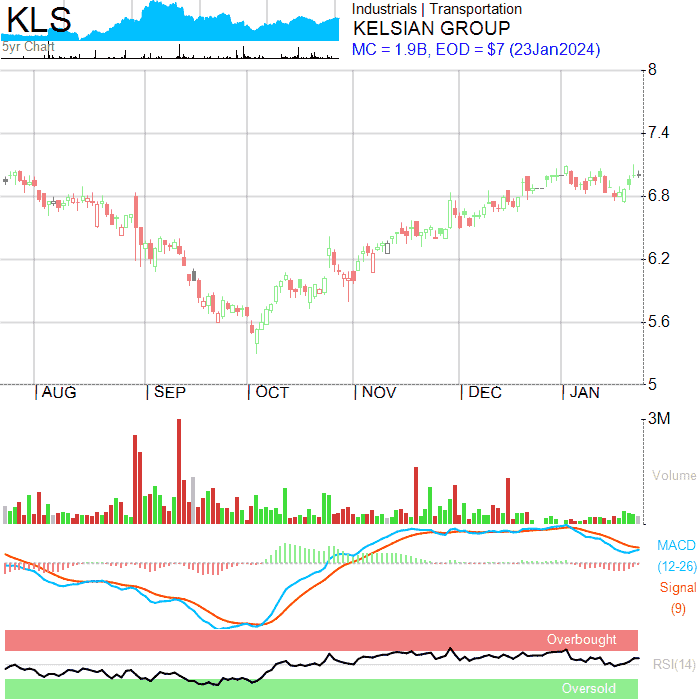 KLS
5yr Chart
Industrials | Transportation
KELSIAN GROUP
MC = 1.9B, EOD = $7 (23Jan2024)
8
7.4
6.8
6.2
5.6
5
AUG SEP OCT NOV DEC JAN
3M
Volume
MACD
(12-26)
Signal
(9)
Overbought
RSI(14)
Oversold